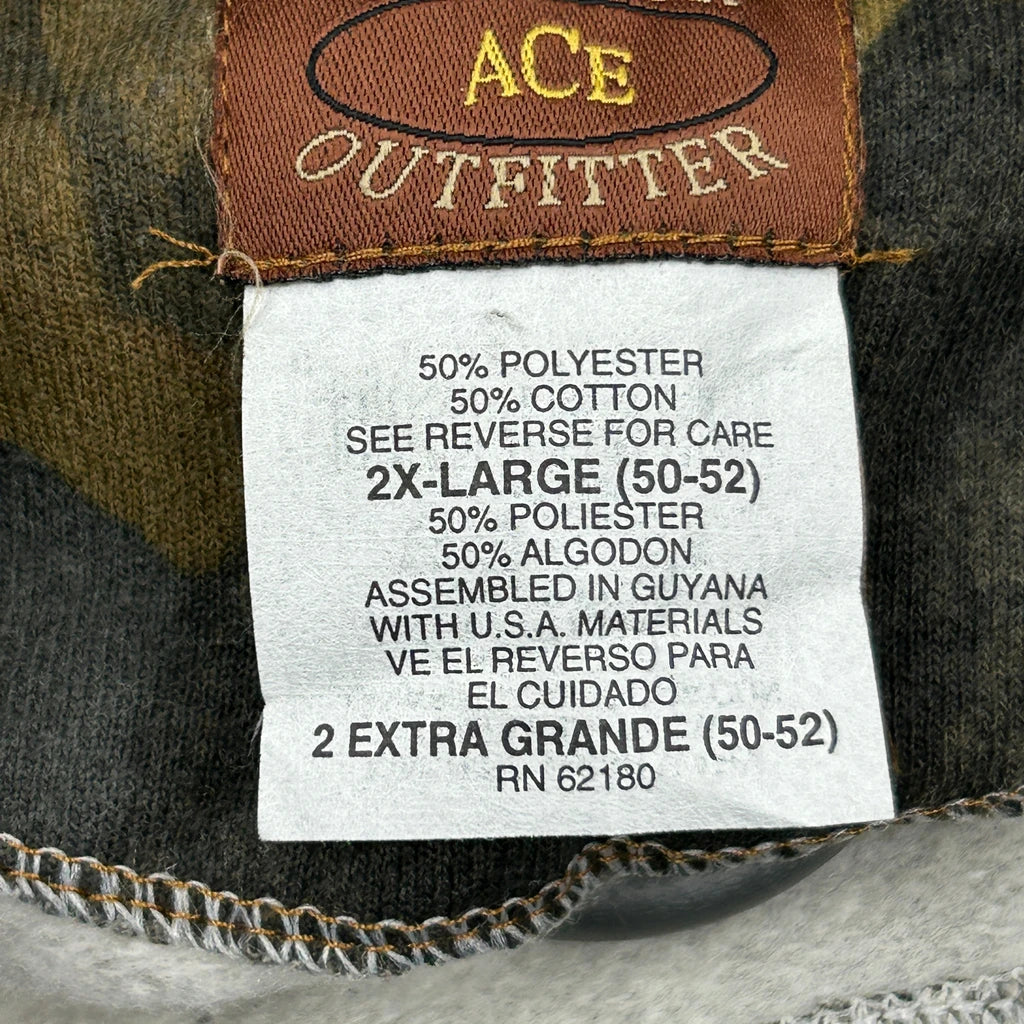 ACE
OUTFITTER
50% POLYESTER
50% COTTON
SEE REVERSE FOR CARE
2X-LARGE (50-52)
50% POLIESTER
50% ALGODON
ASSEMBLED IN GUYANA
WITH U.S.A. MATERIALS
VE EL REVERSO PARA
EL CUIDADO
2 EXTRA GRANDE (50-52)
RN 62180